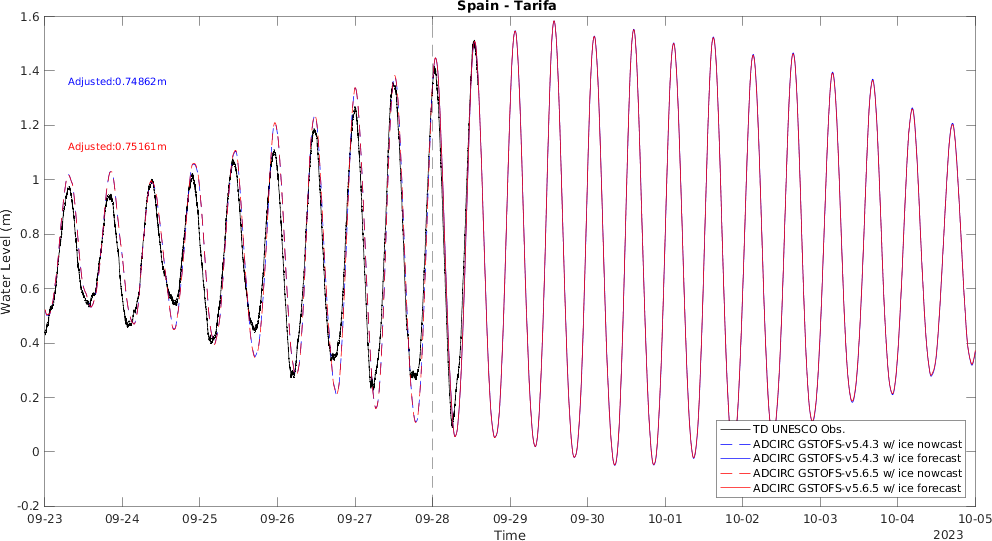 Spain - Tarifa
1.6
1.4
1.2
1
0.8
0.6
0.4
0.2
0
-0.2
Water Level (m)
Adjusted:0.74862m
Adjusted:0.75161m
TD UNESCO Obs.
ADCIRC GSTOFS-v5.4.3 w/ ice nowcast
ADCIRC GSTOFS-v5.4.3 w/ ice forecast
ADCIRC GSTOFS-v5.6.5 w/ ice nowcast
ADCIRC GSTOFS-v5.6.5 w/ ice forecast
09-23 09-24 09-25 09-26 09-27 09-28 09-29 09-30 10-01 10-02 10-03 10-04 10-05
Time
2023